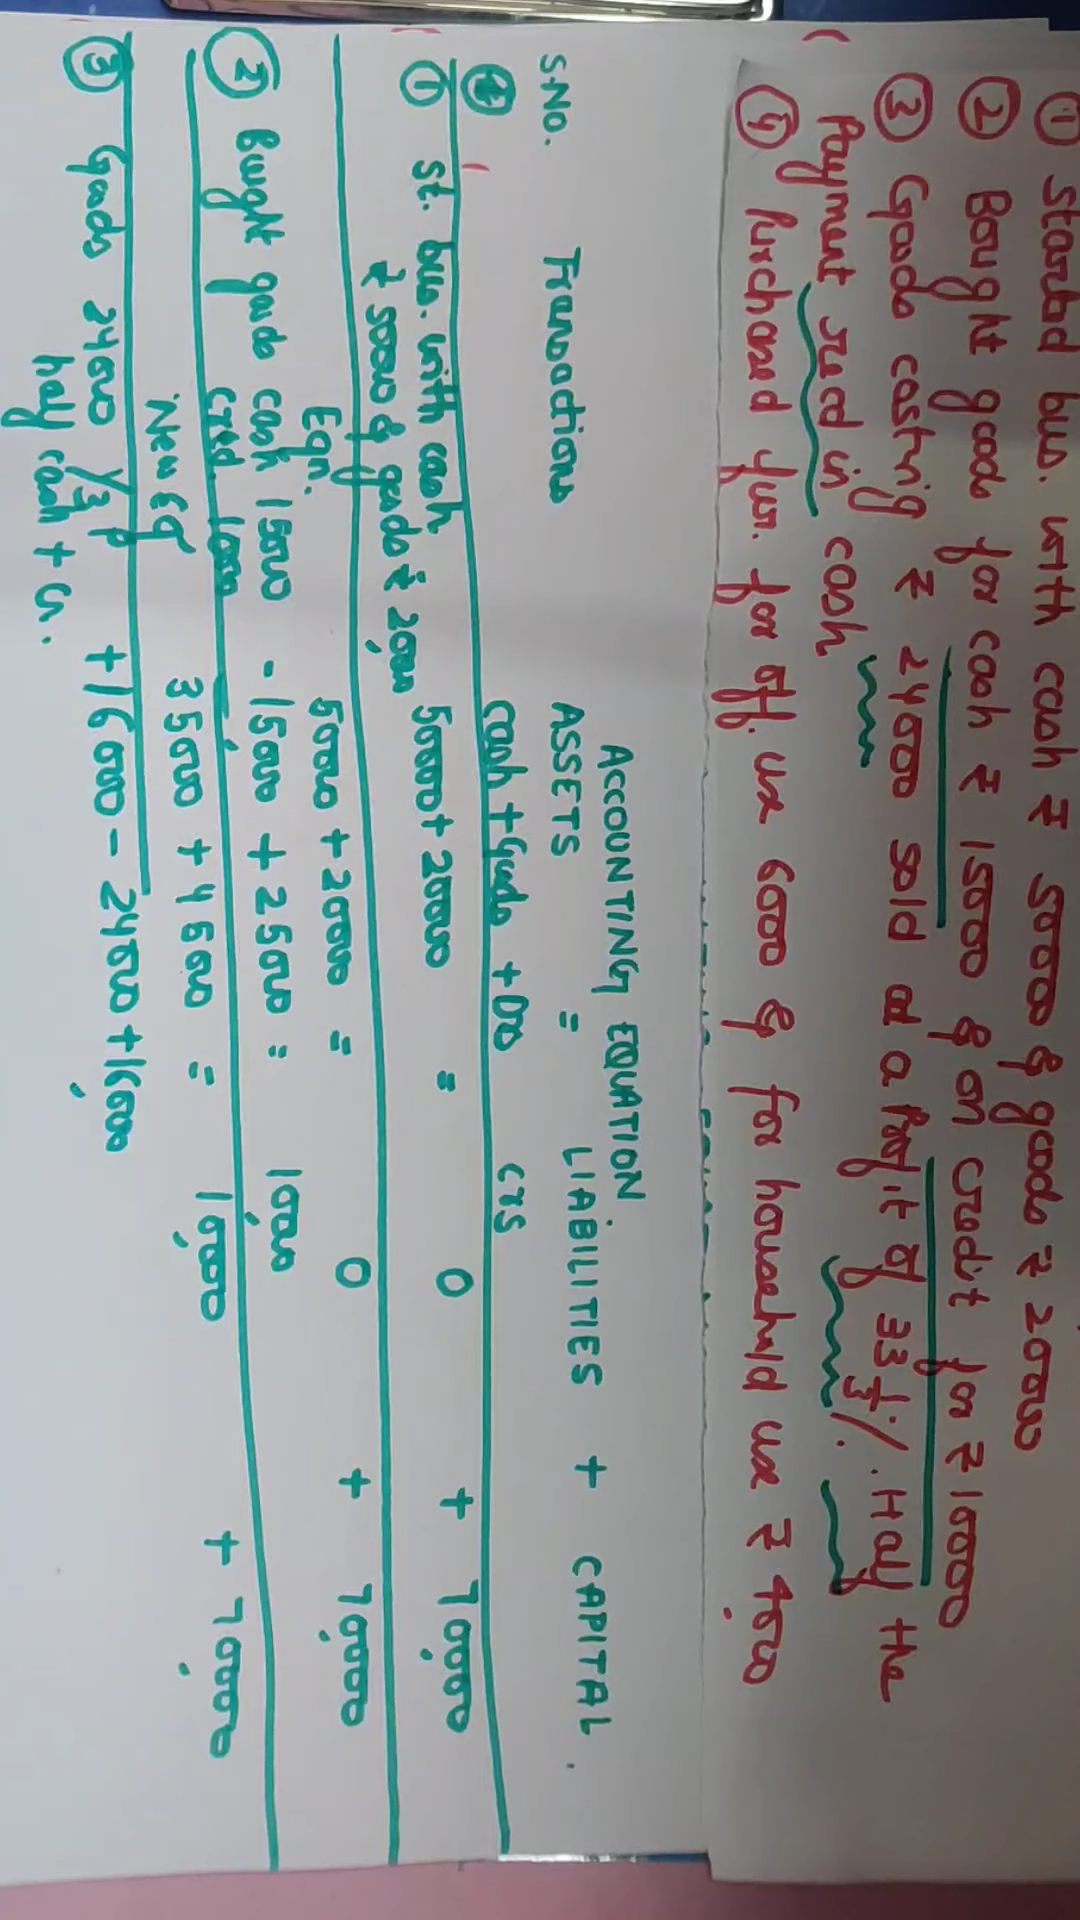 ① Started bus. with cash ₹ 50000 & goods ₹ 20000
② Bought goods for cash ₹ 15000 & on credit for ₹ 10000
③ Goods costing ₹ 24000 sold at a Profit of 33⅓%. Half the
Payment recd in cash
④ Purchased fur. for off. use 6000 & for household use ₹ 4000
ACCOUNTING EQUATION
S.NO. Transactions ASSETS = LIABILITIES + CAPITAL.
Cash + Goods + Drs Crs
① St. bus. with cash 50000 + 20000 = 0 + 70000
₹ 50000 & goods ₹ 20000
Eqn. 50000 + 20000 = 0 + 70000
② Bought goods cash 15000 - 15000 + 25000 = 10000
Crd. 10000
New Eq 35000 + 45000 = 10000 + 70000
③ Goods 24000 ⅓ P +16000 - 24000 + 16000
half cash + Cr.